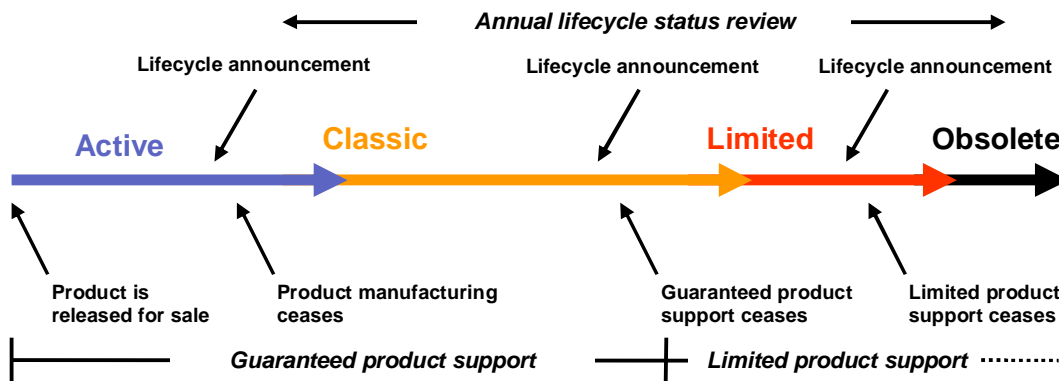 Annual lifecycle status review
Lifecycle announcement
Lifecycle announcement
Lifecycle announcement
Active
Classic
Limited
Obsolete
Product is
released for sale
Product manufacturing
ceases
Guaranteed product
support ceases
Limited product
support ceases
Guaranteed product support
Limited product support